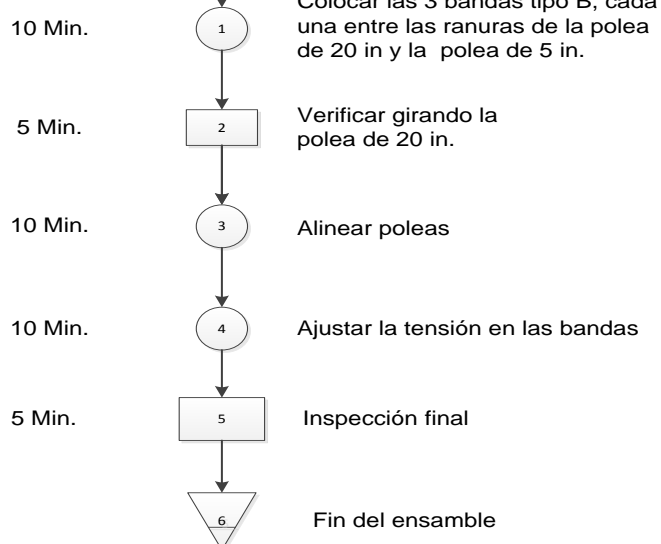 Colocar las 3 bandas tipo B, cada
10 Min. 1 una entre las ranuras de la polea
de 20 in y la polea de 5 in.
5 Min. 2 Verificar girando la
polea de 20 in.
10 Min. 3 Alinear poleas
10 Min. 4 Ajustar la tensión en las bandas
5 Min. 5 Inspección final
6 Fin del ensamble